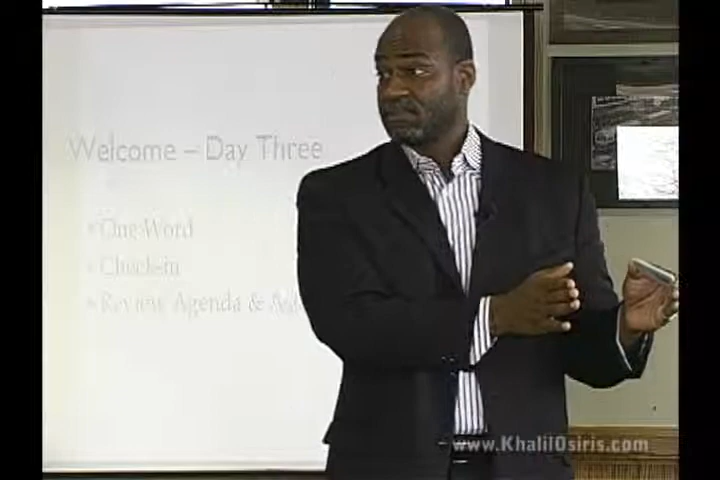 Welcome – Day Three
• One-Word
• Check-in
• Review Agenda &
www.KhalilOsiris.com